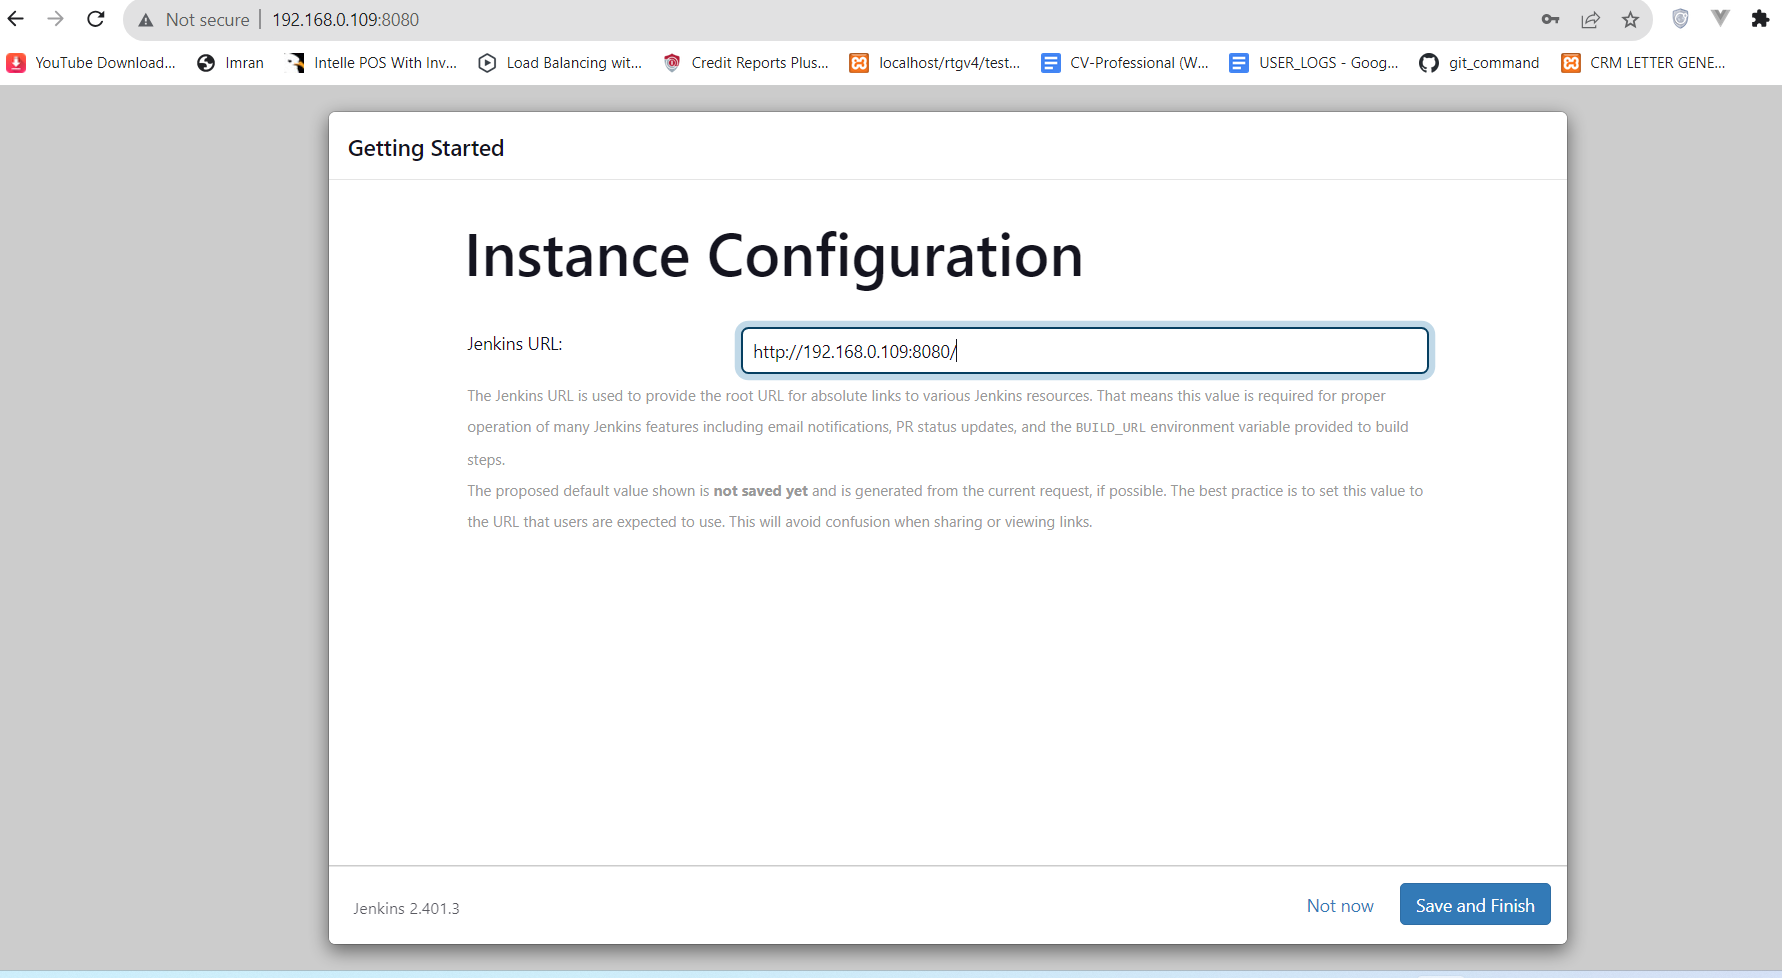 Not secure | 192.168.0.109:8080
YouTube Download... Imran Intelle POS With Inv... Load Balancing wit... Credit Reports Plus... localhost/rtgv4/test... CV-Professional (W... USER_LOGS - Goog... git_command CRM LETTER GENE...
Getting Started
Instance Configuration
Jenkins URL: http://192.168.0.109:8080/
The Jenkins URL is used to provide the root URL for absolute links to various Jenkins resources. That means this value is required for proper
operation of many Jenkins features including email notifications, PR status updates, and the BUILD_URL environment variable provided to build
steps.
The proposed default value shown is not saved yet and is generated from the current request, if possible. The best practice is to set this value to
the URL that users are expected to use. This will avoid confusion when sharing or viewing links.
Jenkins 2.401.3 Not now Save and Finish